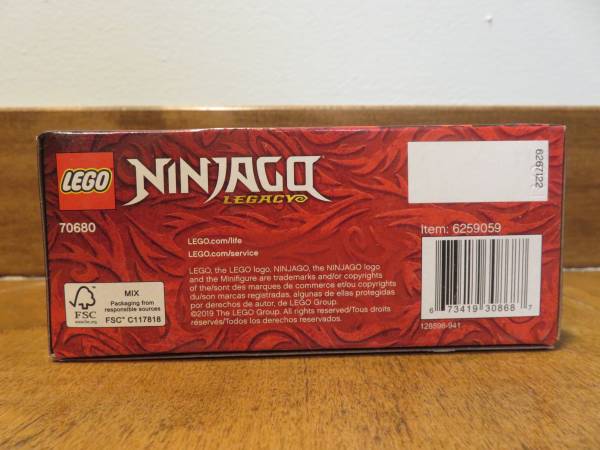 LEGO
NINJAGO
LEGACY
6267122
70680
LEGO.com/life
LEGO.com/service
LEGO, the LEGO logo, NINJAGO, the NINJAGO logo
and the Minifigure are trademarks and/or copyrights
of the/sont des marques de commerce et/ou copyrights
du/son marcas registradas, algunas de ellas protegidas
por derechos de autor, de LEGO Group.
©2019 The LEGO Group. All rights reserved/Tous droits
réservés/Todos los derechos reservados.
FSC
www.fsc.org
MIX
Packaging from
responsible sources
FSC® C117818
Item: 6259059
6 73419 30868 7
128598-941